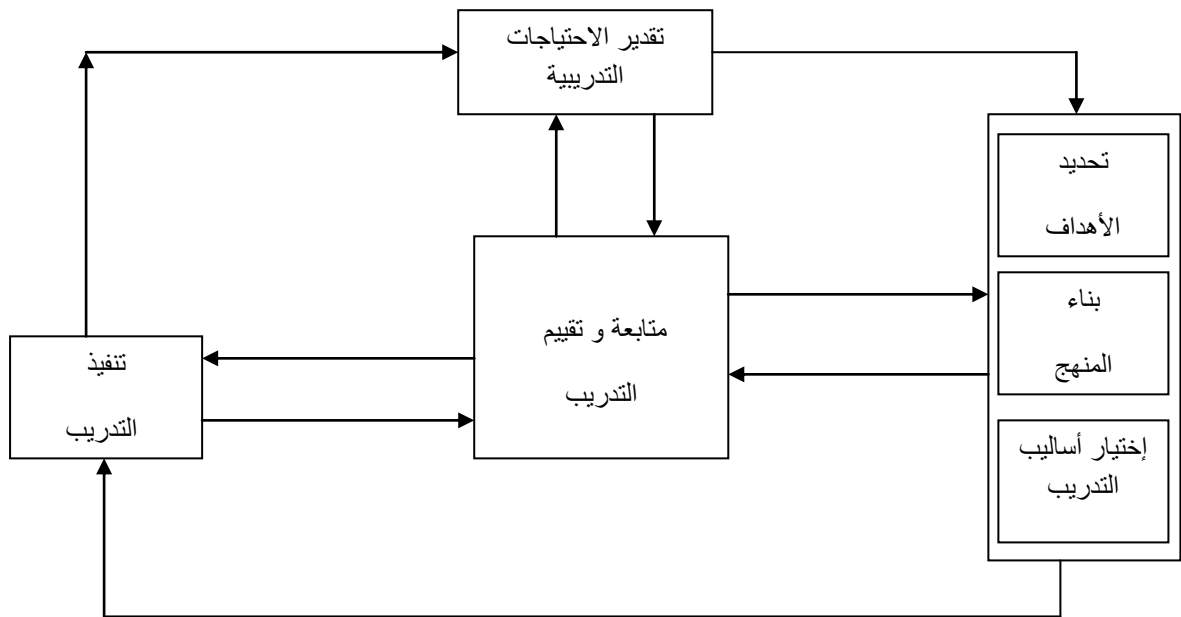 تقدير الاحتياجات
التدريبية
تحديد
الأهداف
بناء
المنهج
إختيار أساليب
التدريب
متابعة و تقييم
التدريب
تنفيذ
التدريب